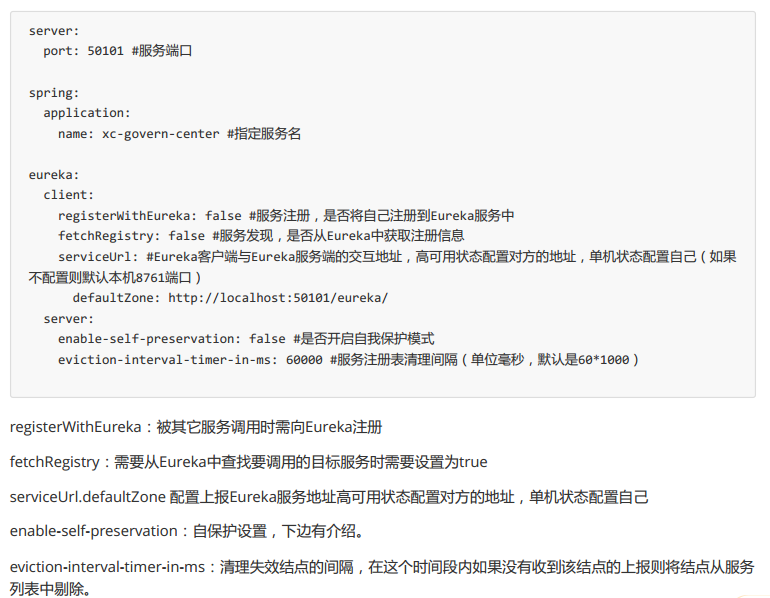 server:
  port: 50101 #服务端口

spring:
  application:
    name: xc-govern-center #指定服务名

eureka:
  client:
    registerWithEureka: false #服务注册，是否将自己注册到Eureka服务中
    fetchRegistry: false #服务发现，是否从Eureka中获取注册信息
    serviceUrl: #Eureka客户端与Eureka服务端的交互地址，高可用状态配置对方的地址，单机状态配置自己（如果
不配置则默认本机8761端口）
      defaultZone: http://localhost:50101/eureka/
  server:
    enable-self-preservation: false #是否开启自我保护模式
    eviction-interval-timer-in-ms: 60000 #服务注册表清理间隔（单位毫秒，默认是60*1000）

registerWithEureka：被其它服务调用时需向Eureka注册
fetchRegistry：需要从Eureka中查找要调用的目标服务时需要设置为true
serviceUrl.defaultZone 配置上报Eureka服务地址高可用状态配置对方的地址，单机状态配置自己
enable-self-preservation：自保护设置，下边有介绍。
eviction-interval-timer-in-ms：清理失效结点的间隔，在这个时间段内如果没有收到该结点的上报则将结点从服务
列表中剔除。